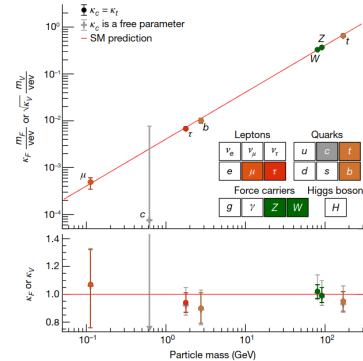 κc = κt
κc is a free parameter
SM prediction
κF mF/vev or √κV mV/vev
10⁰
10⁻¹
10⁻²
10⁻³
10⁻⁴
μ
c
τ
b
W
Z
t
Leptons
Quarks
νe νμ ντ
u c t
e μ τ
d s b
Force carriers
Higgs boson
g γ Z W
H
κF or κV
1.4
1.2
1.0
0.8
10⁻¹ 10⁰ 10¹ 10²
Particle mass (GeV)